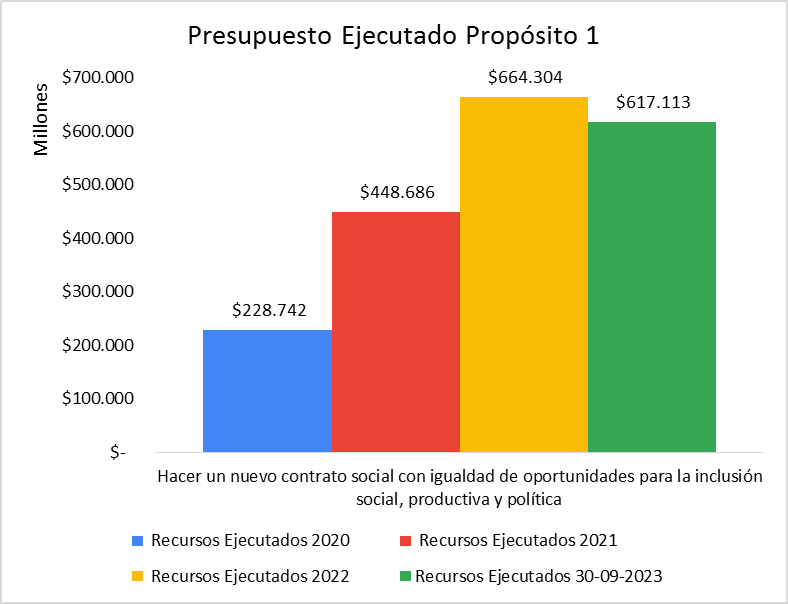 Presupuesto Ejecutado Propósito 1
Millones
$700.000
$600.000
$500.000
$400.000
$300.000
$200.000
$100.000
$-
$228.742
$448.686
$664.304
$617.113
Hacer un nuevo contrato social con igualdad de oportunidades para la inclusión
social, productiva y política
Recursos Ejecutados 2020
Recursos Ejecutados 2021
Recursos Ejecutados 2022
Recursos Ejecutados 30-09-2023